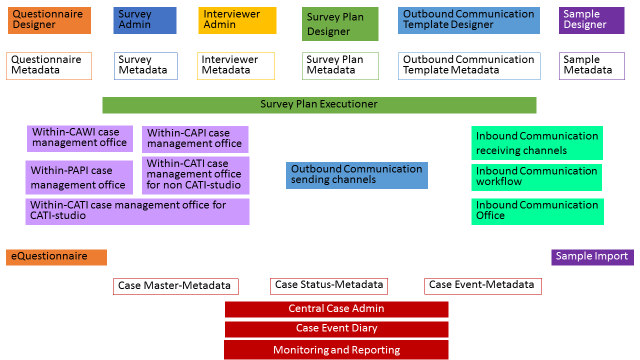 Questionnaire
Designer
Survey
Admin
Interviewer
Admin
Survey Plan
Designer
Outbound Communication
Template Designer
Sample
Designer
Questionnaire
Metadata
Survey
Metadata
Interviewer
Metadata
Survey Plan
Metadata
Outbound Communication
Template Metadata
Sample
Metadata
Survey Plan Executioner
Within-CAWI case
management office
Within-CAPI case
management office
Within-PAPI case
management office
Within-CATI case
management office
for non CATI-studio
Within-CATI case management office for
CATI-studio
Outbound Communication
sending channels
Inbound Communication
receiving channels
Inbound Communication
workflow
Inbound Communication
Office
eQuestionnaire
Sample Import
Case Master-Metadata
Case Status-Metadata
Case Event-Metadata
Central Case Admin
Case Event Diary
Monitoring and Reporting